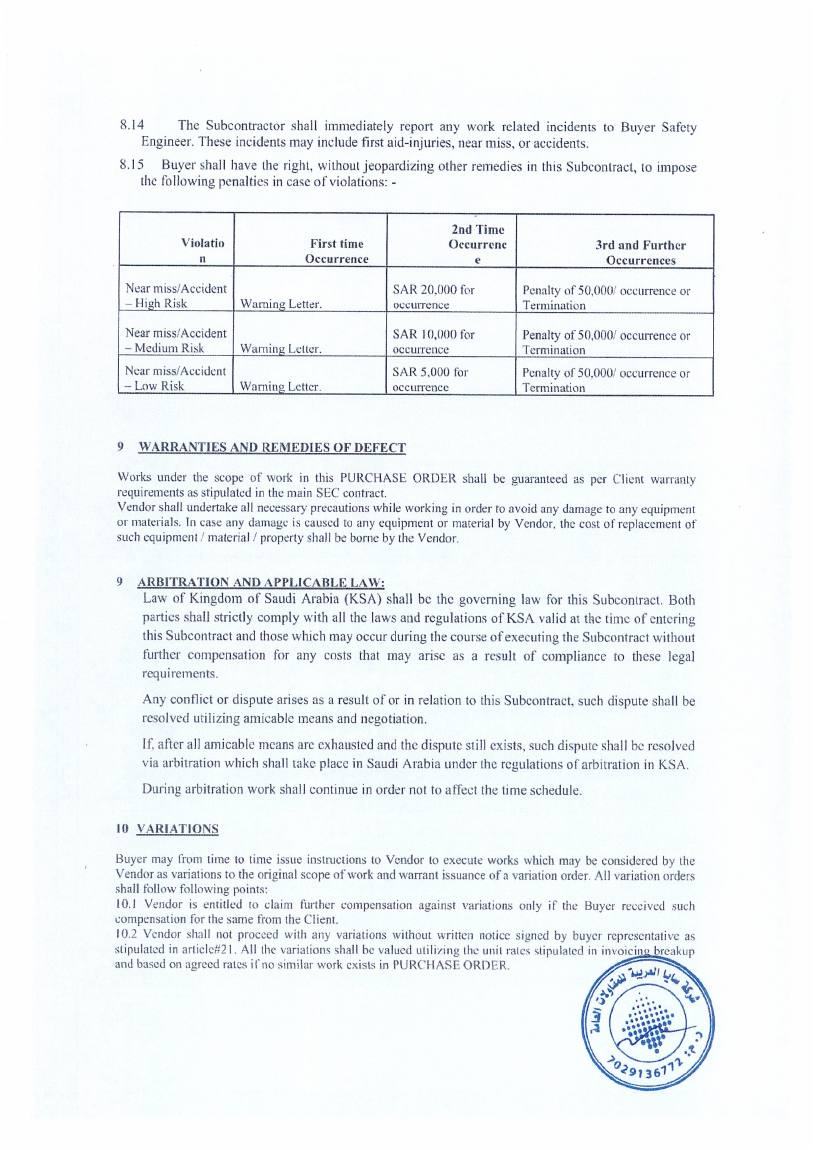 8.14 The Subcontractor shall immediately report any work related incidents to Buyer Safety
Engineer. These incidents may include first aid-injuries, near miss, or accidents.
8.15 Buyer shall have the right, without jeopardizing other remedies in this Subcontract, to impose
the following penalties in case of violations: -
Violatio
n
First time
Occurrence
2nd Time
Occurrenc
e
3rd and Further
Occurrences
Near miss/Accident
– High Risk
Warning Letter.
SAR 20,000 for
occurrence
Penalty of 50,000/ occurrence or
Termination
Near miss/Accident
– Medium Risk
Warning Letter.
SAR 10,000 for
occurrence
Penalty of 50,000/ occurrence or
Termination
Near miss/Accident
– Low Risk
Warning Letter.
SAR 5,000 for
occurrence
Penalty of 50,000/ occurrence or
Termination
9 WARRANTIES AND REMEDIES OF DEFECT
Works under the scope of work in this PURCHASE ORDER shall be guaranteed as per Client warranty
requirements as stipulated in the main SEC contract.
Vendor shall undertake all necessary precautions while working in order to avoid any damage to any equipment
or materials. In case any damage is caused to any equipment or material by Vendor, the cost of replacement of
such equipment / material / property shall be borne by the Vendor.
9 ARBITRATION AND APPLICABLE LAW:
Law of Kingdom of Saudi Arabia (KSA) shall be the governing law for this Subcontract. Both
parties shall strictly comply with all the laws and regulations of KSA valid at the time of entering
this Subcontract and those which may occur during the course of executing the Subcontract without
further compensation for any costs that may arise as a result of compliance to these legal
requirements.
Any conflict or dispute arises as a result of or in relation to this Subcontract, such dispute shall be
resolved utilizing amicable means and negotiation.
If, after all amicable means are exhausted and the dispute still exists, such dispute shall be resolved
via arbitration which shall take place in Saudi Arabia under the regulations of arbitration in KSA.
During arbitration work shall continue in order not to affect the time schedule.
10 VARIATIONS
Buyer may from time to time issue instructions to Vendor to execute works which may be considered by the
Vendor as variations to the original scope of work and warrant issuance of a variation order. All variation orders
shall follow following points:
10.1 Vendor is entitled to claim further compensation against variations only if the Buyer received such
compensation for the same from the Client.
10.2 Vendor shall not proceed with any variations without written notice signed by buyer representative as
stipulated in article#21. All the variations shall be valued utilizing the unit rates stipulated in invoicing breakup
and based on agreed rates if no similar work exists in PURCHASE ORDER.
شركة سايا العربية للمقاولات العامة
7029136772